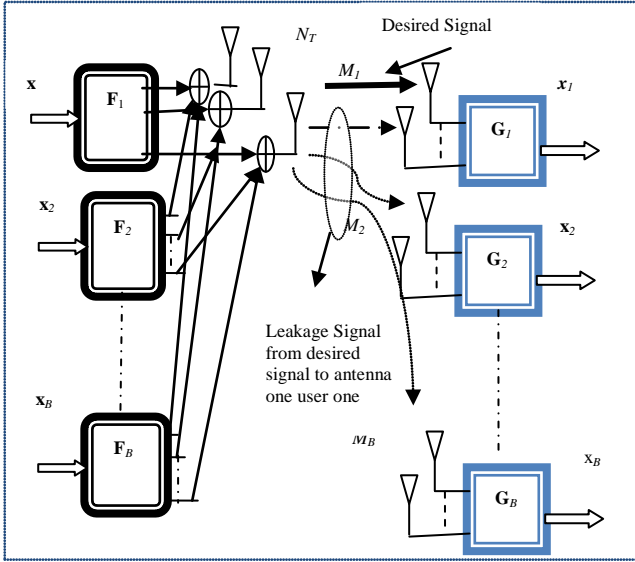 Desired Signal
N_T
x
F_1
M_1
x_1
G_1
x_2
F_2
M_2
G_2
x_2
Leakage Signal
from desired
signal to antenna
one user one
x_B
F_B
M_B
G_B
x_B